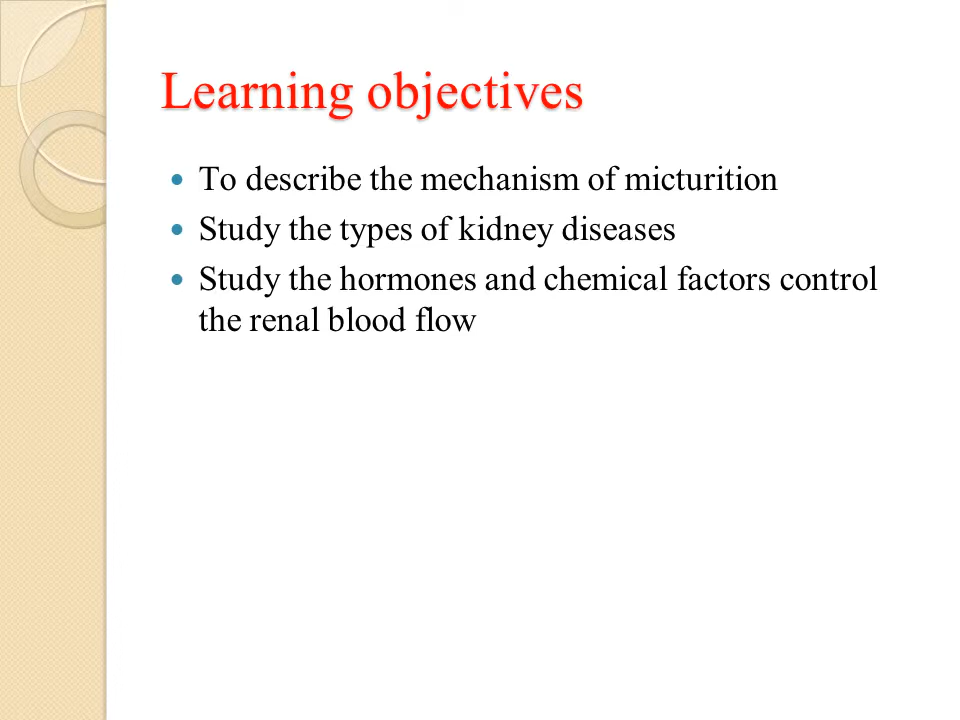 Learning objectives
To describe the mechanism of micturition
Study the types of kidney diseases
Study the hormones and chemical factors control
the renal blood flow